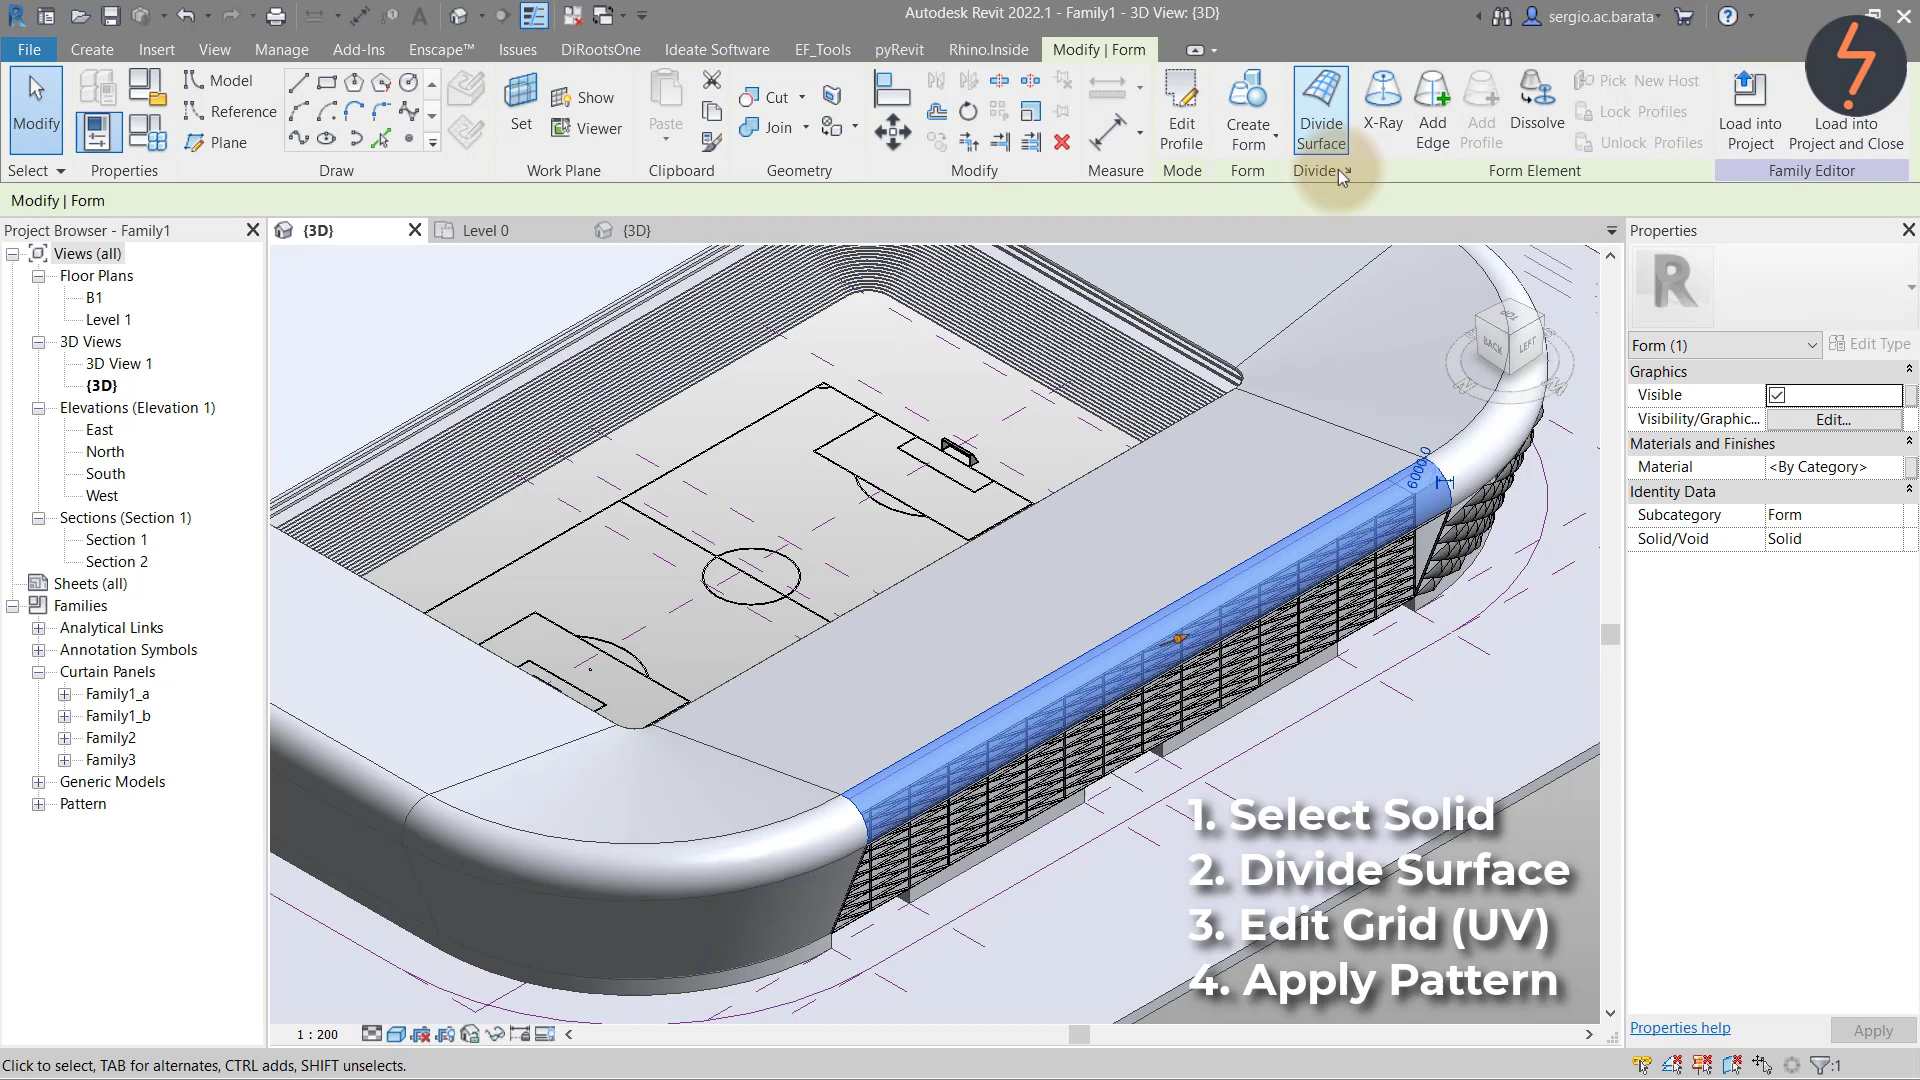 Autodesk Revit 2022.1 - Family1 - 3D View: {3D}
sergio.ac.barata
File Create Insert View Manage Add-Ins Enscape™ Issues DiRootsOne Ideate Software EF_Tools pyRevit Rhino.Inside Modify | Form
Modify
Model
Reference
Plane
Set
Show
Viewer
Paste
Cut
Join
Edit Profile
Create Form
Divide Surface
X-Ray
Add Edge
Add Profile
Dissolve
Pick New Host
Lock Profiles
Unlock Profiles
Load into Project
Load into Project and Close
Select Properties Draw Work Plane Clipboard Geometry Modify Measure Mode Form Divide Form Element Family Editor
Modify | Form
Project Browser - Family1
{3D}
Level 0
{3D}
Properties
Views (all)
Floor Plans
B1
Level 1
3D Views
3D View 1
{3D}
Elevations (Elevation 1)
East
North
South
West
Sections (Section 1)
Section 1
Section 2
Sheets (all)
Families
Analytical Links
Annotation Symbols
Curtain Panels
Family1_a
Family1_b
Family2
Family3
Generic Models
Pattern
BACK
LEFT
6000.0
1. Select Solid
2. Divide Surface
3. Edit Grid (UV)
4. Apply Pattern
R
Form (1)
Edit Type
Graphics
Visible
Visibility/Graphic... Edit...
Materials and Finishes
Material <By Category>
Identity Data
Subcategory Form
Solid/Void Solid
Properties help
Apply
1 : 200
Click to select, TAB for alternates, CTRL adds, SHIFT unselects.
:1